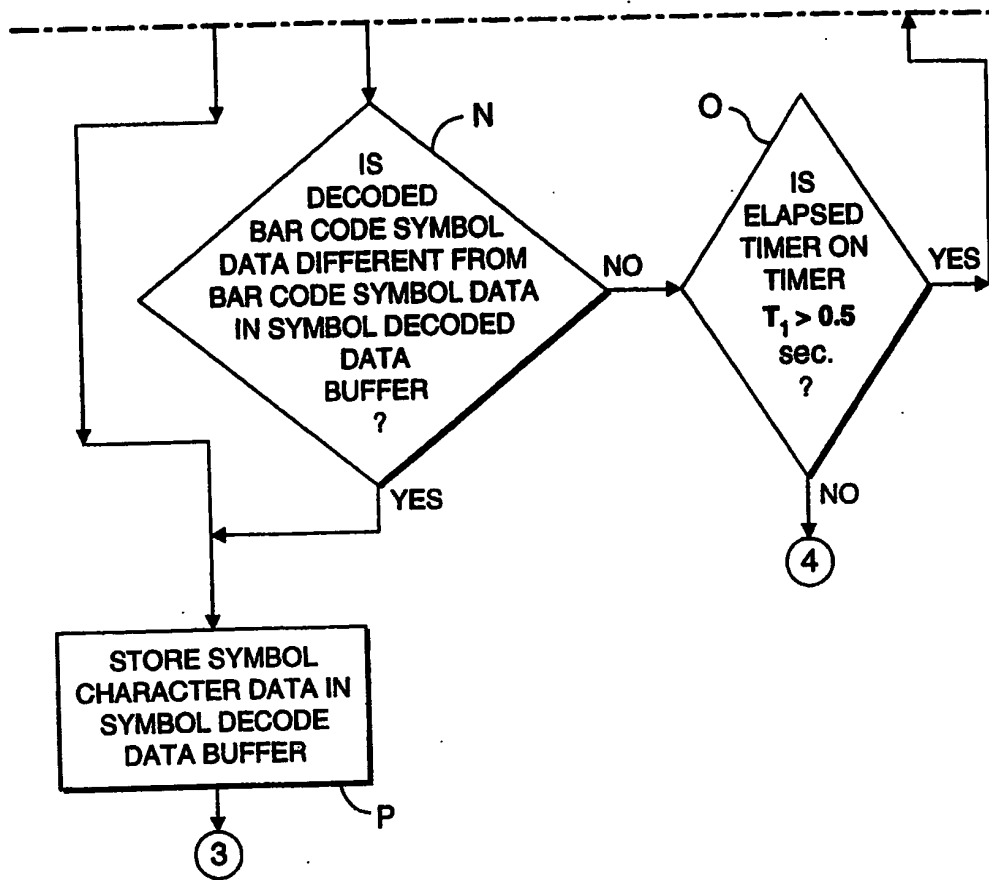 N
IS
DECODED
BAR CODE SYMBOL
DATA DIFFERENT FROM
BAR CODE SYMBOL DATA
IN SYMBOL DECODED
DATA
BUFFER
?
NO
YES
O
IS
ELAPSED
TIMER ON
TIMER
T1 > 0.5
sec.
?
YES
NO
4
STORE SYMBOL
CHARACTER DATA IN
SYMBOL DECODE
DATA BUFFER
P
3